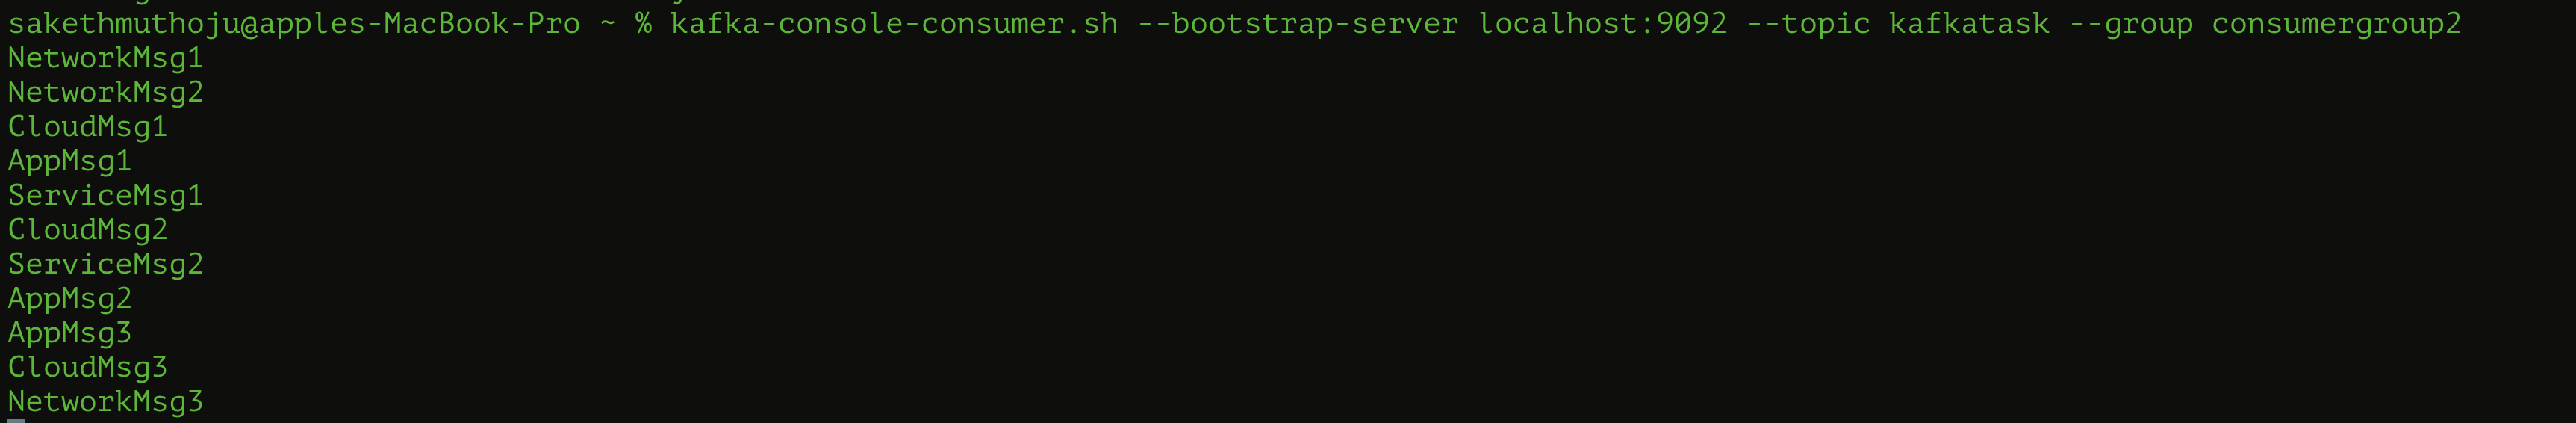 sakethmuthoju@apples-MacBook-Pro ~ % kafka-console-consumer.sh --bootstrap-server localhost:9092 --topic kafkatask --group consumergroup2
NetworkMsg1
NetworkMsg2
CloudMsg1
AppMsg1
ServiceMsg1
CloudMsg2
ServiceMsg2
AppMsg2
AppMsg3
CloudMsg3
NetworkMsg3